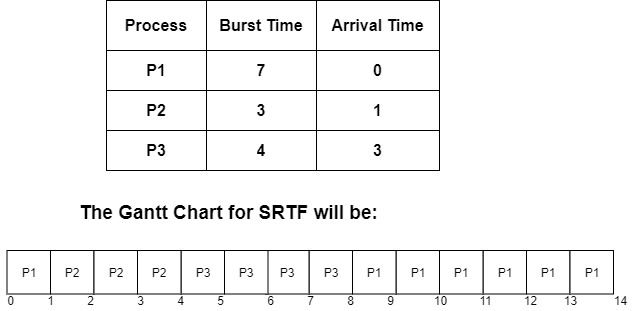 Process Burst Time Arrival Time
P1 7 0
P2 3 1
P3 4 3
The Gantt Chart for SRTF will be:
P1 P2 P2 P2 P3 P3 P3 P3 P1 P1 P1 P1 P1 P1
0 1 2 3 4 5 6 7 8 9 10 11 12 13 14